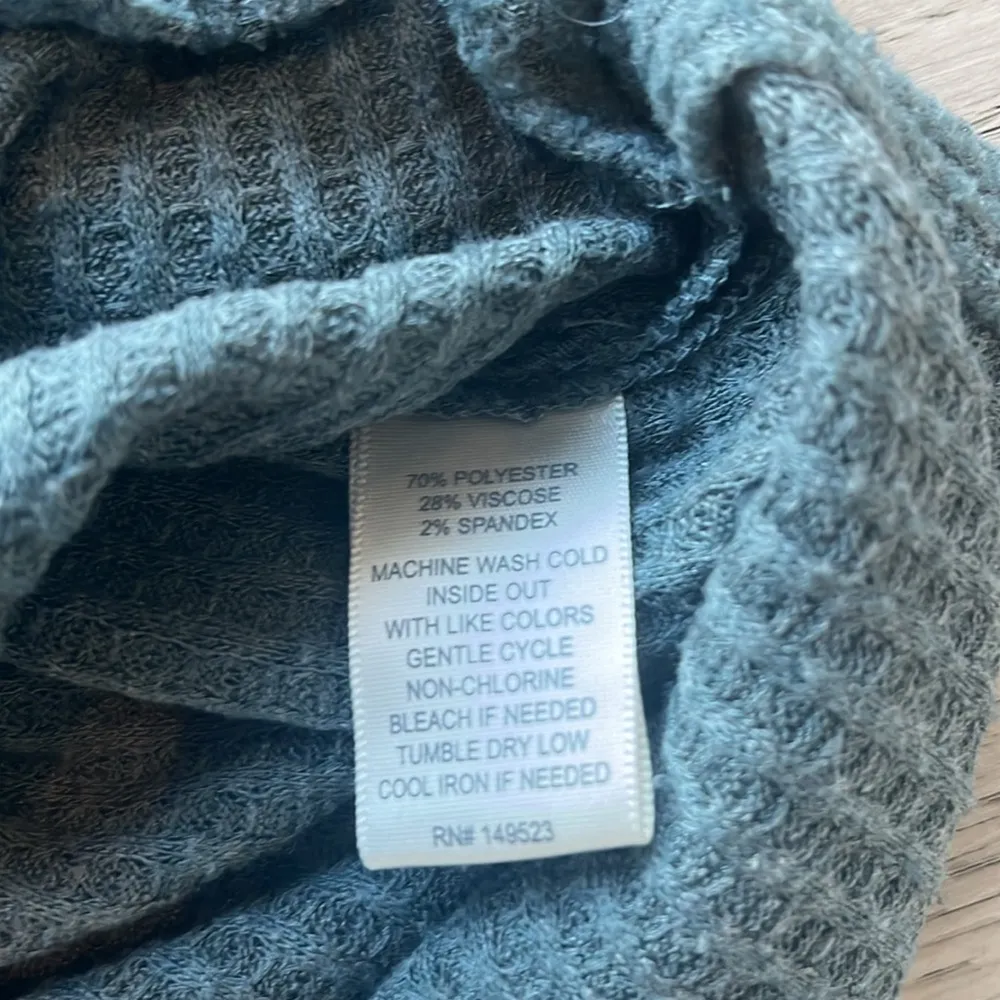 70% POLYESTER
28% VISCOSE
2% SPANDEX
MACHINE WASH COLD
INSIDE OUT
WITH LIKE COLORS
GENTLE CYCLE
NON-CHLORINE
BLEACH IF NEEDED
TUMBLE DRY LOW
COOL IRON IF NEEDED
RN# 149523